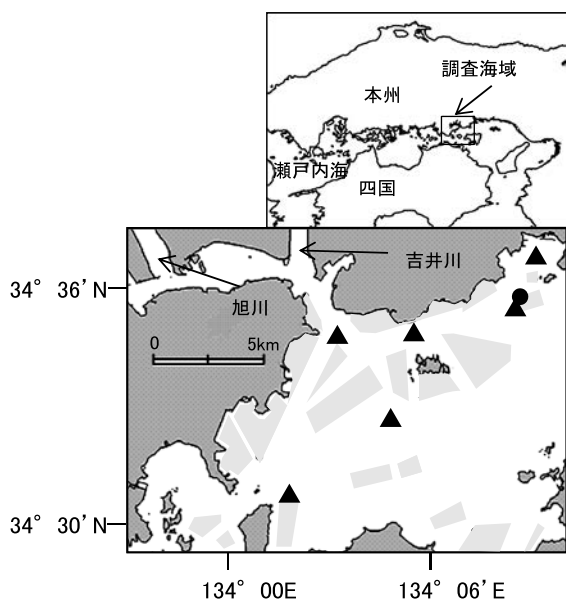 調査海域
本州
瀬戸内海
四国
吉井川
34° 36'N
旭川
0 5km
34° 30'N
134° 00E 134° 06'E